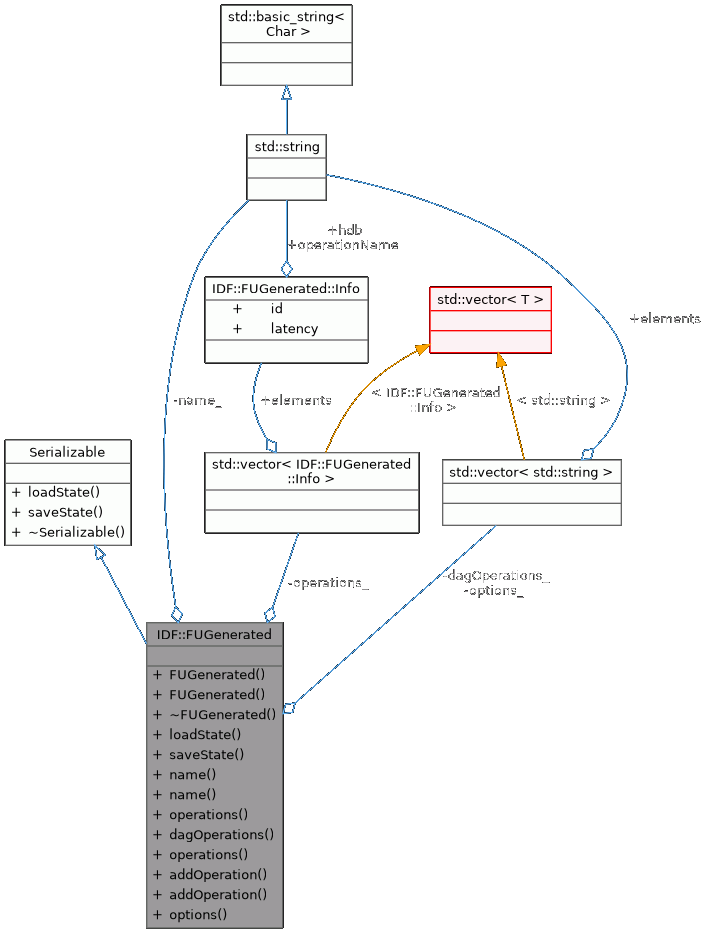 std::basic_string<
Char >
std::string
+hdb
+operationName
IDF::FUGenerated::Info
+ id
+ latency
std::vector< T >
+elements
-name_
+elements
< IDF::FUGenerated
::Info >
< std::string >
Serializable
+ loadState()
+ saveState()
+ ~Serializable()
std::vector< IDF::FUGenerated
::Info >
std::vector< std::string >
-operations_
-dagOperations_
-options_
IDF::FUGenerated
+ FUGenerated()
+ FUGenerated()
+ ~FUGenerated()
+ loadState()
+ saveState()
+ name()
+ name()
+ operations()
+ dagOperations()
+ operations()
+ addOperation()
+ addOperation()
+ options()